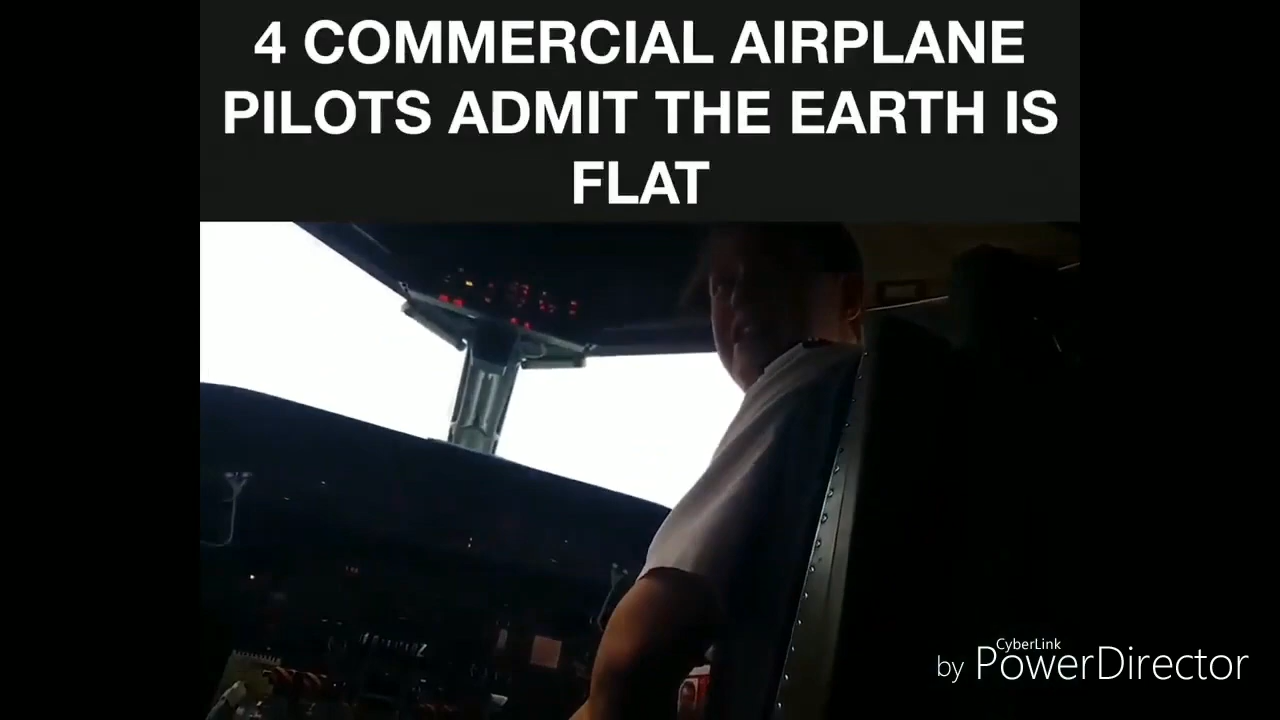 4 COMMERCIAL AIRPLANE
PILOTS ADMIT THE EARTH IS
FLAT
CyberLink
by PowerDirector